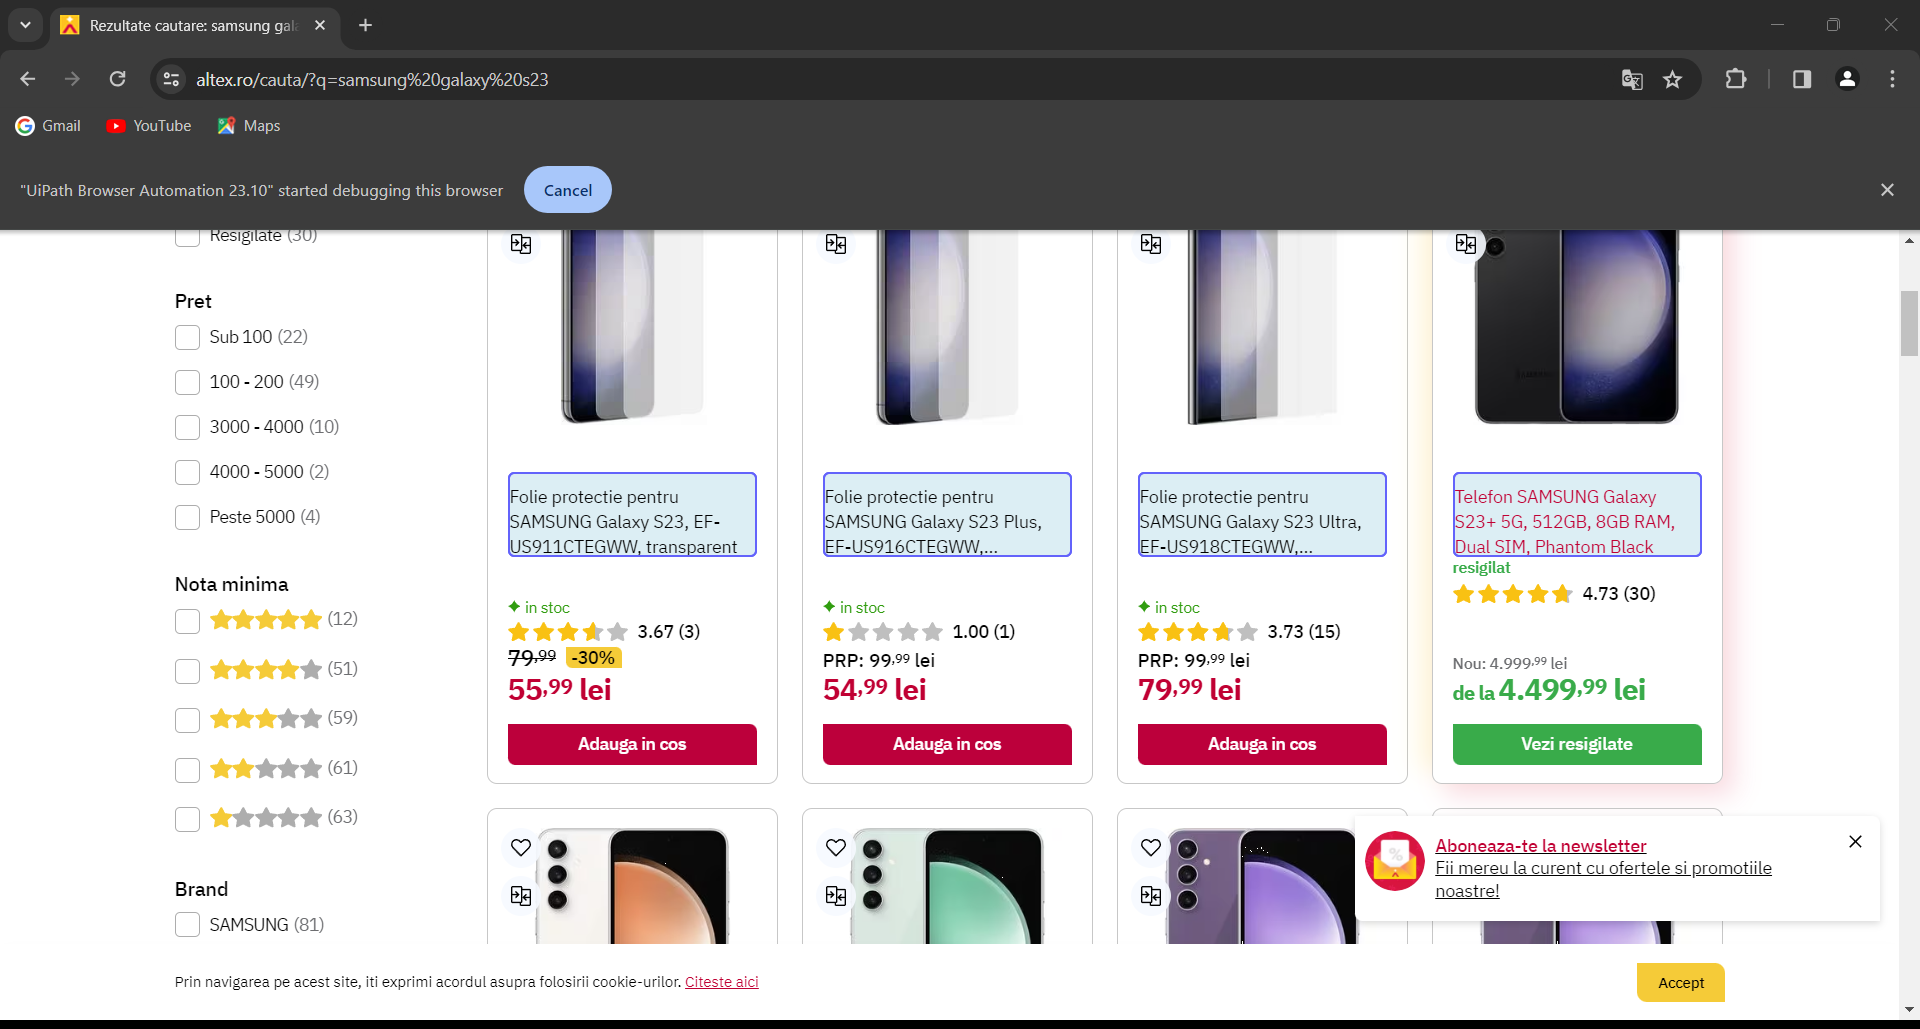 Rezultate cautare: samsung gal
altex.ro/cauta/?q=samsung%20galaxy%20s23
Gmail
YouTube
Maps
"UiPath Browser Automation 23.10" started debugging this browser
Cancel
Resigilate (30)
Pret
Sub 100 (22)
100 - 200 (49)
3000 - 4000 (10)
4000 - 5000 (2)
Peste 5000 (4)
Nota minima
(12)
(51)
(59)
(61)
(63)
Brand
SAMSUNG (81)
Folie protectie pentru
SAMSUNG Galaxy S23, EF-
US911CTEGWW, transparent
in stoc
3.67 (3)
79,99 -30%
55,99 lei
Adauga in cos
Folie protectie pentru
SAMSUNG Galaxy S23 Plus,
EF-US916CTEGWW,...
in stoc
1.00 (1)
PRP: 99,99 lei
54,99 lei
Adauga in cos
Folie protectie pentru
SAMSUNG Galaxy S23 Ultra,
EF-US918CTEGWW,...
in stoc
3.73 (15)
PRP: 99,99 lei
79,99 lei
Adauga in cos
Telefon SAMSUNG Galaxy
S23+ 5G, 512GB, 8GB RAM,
Dual SIM, Phantom Black
resigilat
4.73 (30)
Nou: 4.999,99 lei
de la 4.499,99 lei
Vezi resigilate
Aboneaza-te la newsletter
Fii mereu la curent cu ofertele si promotiile
noastre!
Prin navigarea pe acest site, iti exprimi acordul asupra folosirii cookie-urilor. Citeste aici
Accept